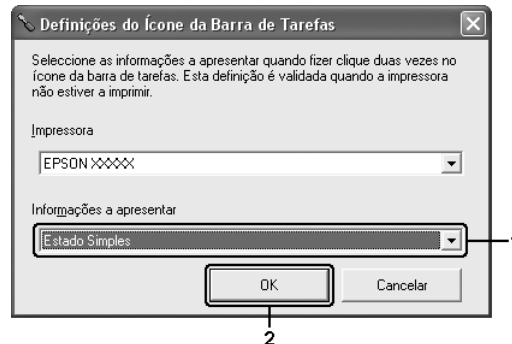 Definições do Ícone da Barra de Tarefas
Seleccione as informações a apresentar quando fizer clique duas vezes no
ícone da barra de tarefas. Esta definição é validada quando a impressora
não estiver a imprimir.
Impressora
EPSON XXXXX
Informações a apresentar
Estado Simples
1
OK
Cancelar
2